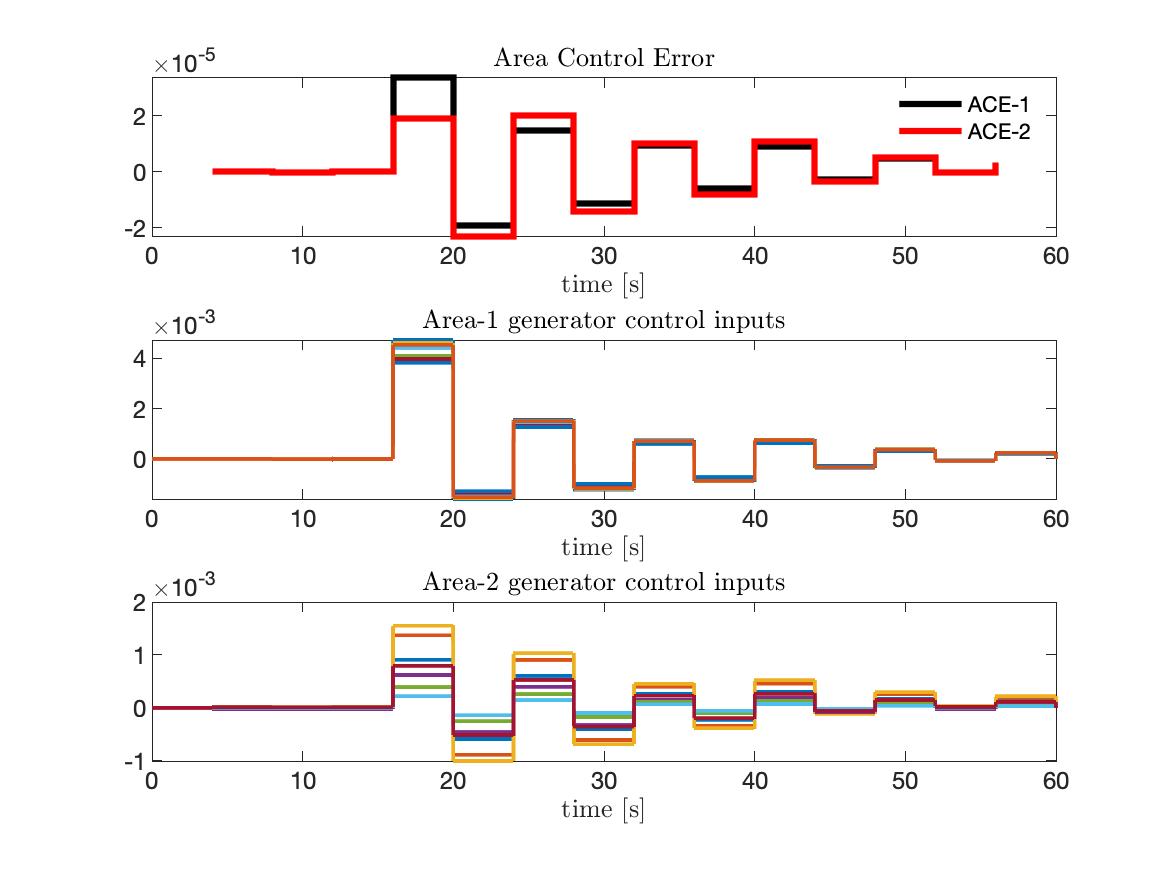 ×10-5
Area Control Error
2
0
-2
ACE-1
ACE-2
0 10 20 30 40 50 60
time [s]
×10-3
Area-1 generator control inputs
4
2
0
0 10 20 30 40 50 60
time [s]
×10-3
Area-2 generator control inputs
2
1
0
-1
0 10 20 30 40 50 60
time [s]